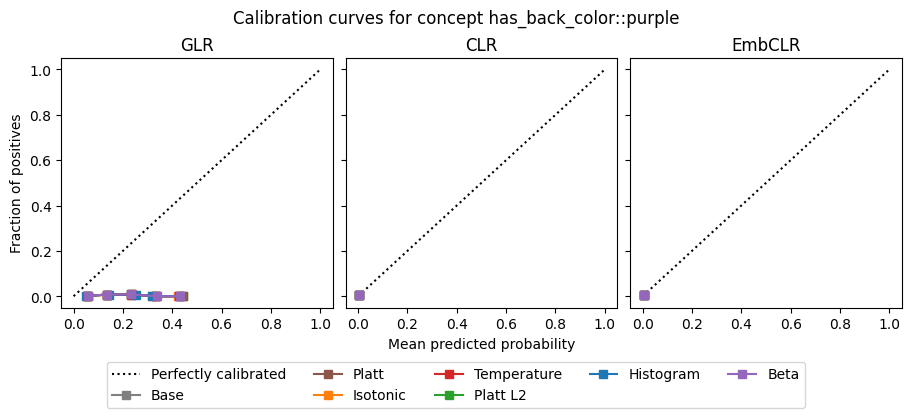 Calibration curves for concept has_back_color::purple
GLR
CLR
EmbCLR
Fraction of positives
1.0
0.8
0.6
0.4
0.2
0.0
0.0 0.2 0.4 0.6 0.8 1.0
0.0 0.2 0.4 0.6 0.8 1.0
0.0 0.2 0.4 0.6 0.8 1.0
Mean predicted probability
Perfectly calibrated Platt Temperature Histogram Beta
Base Isotonic Platt L2